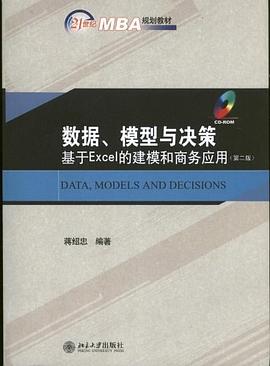 21世纪MBA规划教材
CD-ROM
数据、模型与决策
基于Excel的建模和商务应用（第二版）
DATA, MODELS AND DECISIONS
蒋绍忠 编著
北京大学出版社